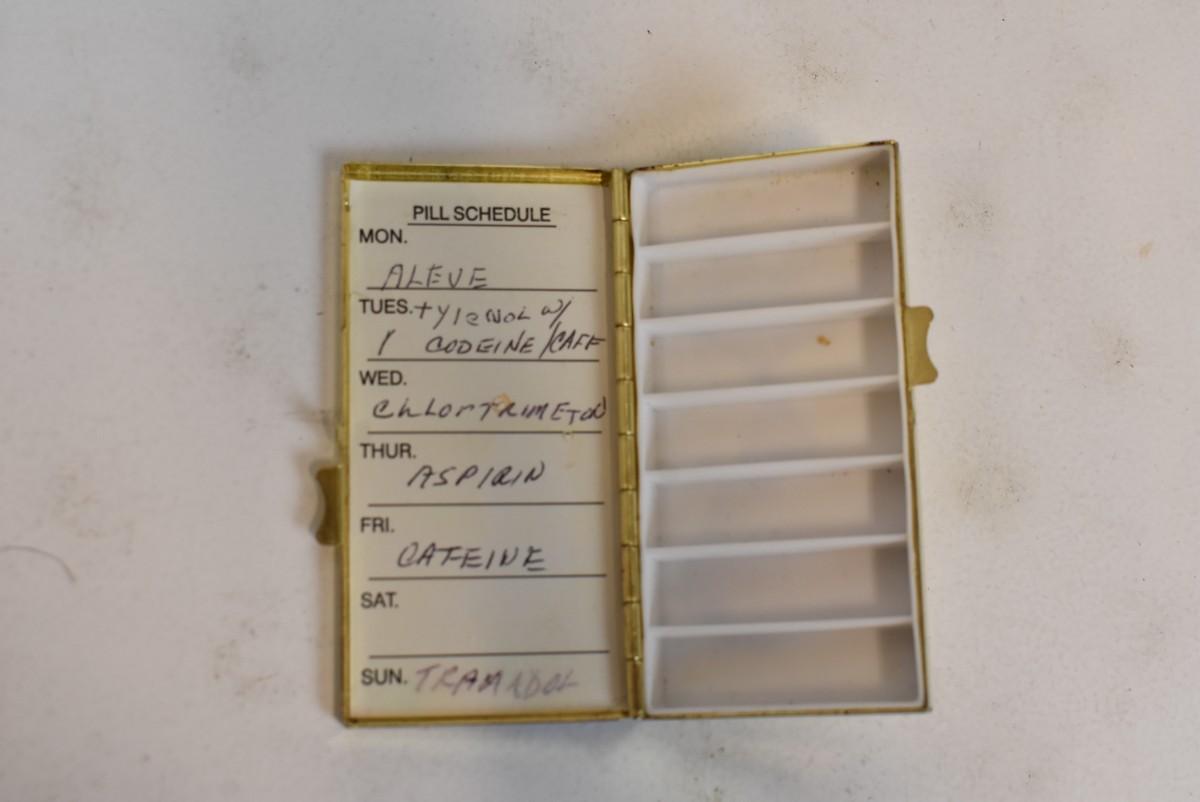 PILL SCHEDULE
MON.
ALEVE
TUES. tylenol w/
1 CODEINE/CAFF
WED.
ChLorTRIMETON
THUR.
ASPIRIN
FRI.
CAFEINE
SAT.
SUN. TRAMADOL